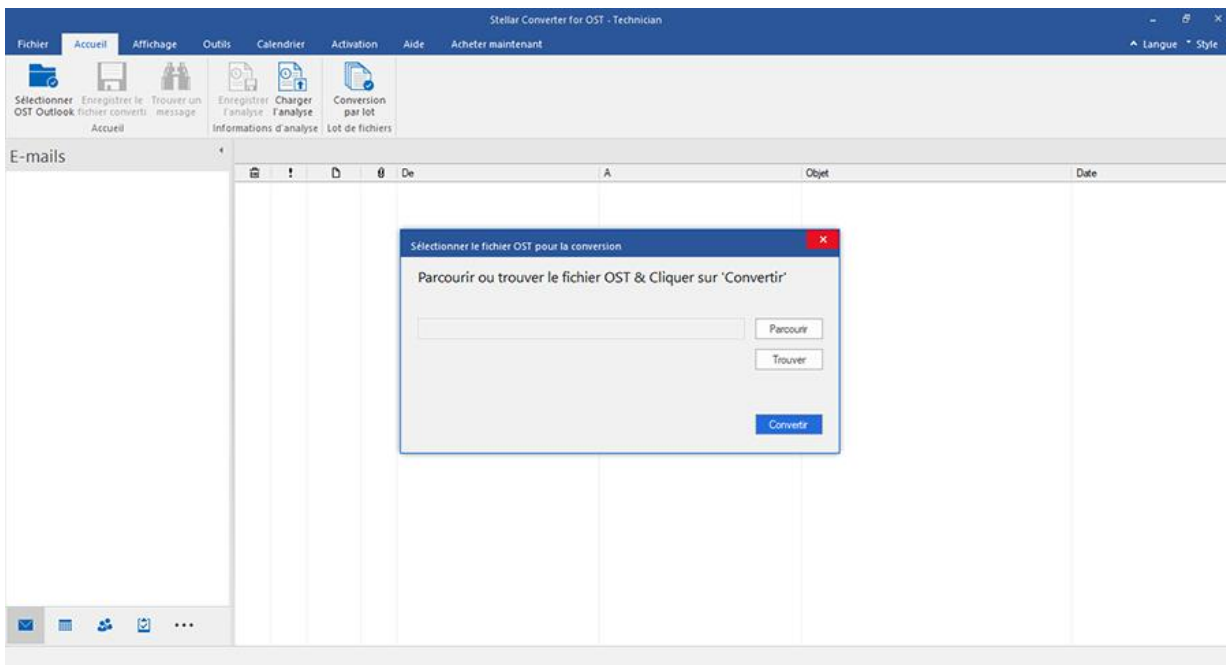 Stellar Converter for OST - Technician
Fichier Accueil Affichage Outils Calendrier Activation Aide Acheter maintenant Langue Style
Sélectionner OST Outlook
Enregistrer le fichier converti
Trouver un message
Enregistrer l'analyse
Charger l'analyse
Conversion par lot
Accueil Informations d'analyse Lot de fichiers
E-mails
De A Objet Date
Sélectionner le fichier OST pour la conversion
Parcourir ou trouver le fichier OST & Cliquer sur 'Convertir'
Parcourir
Trouver
Convertir